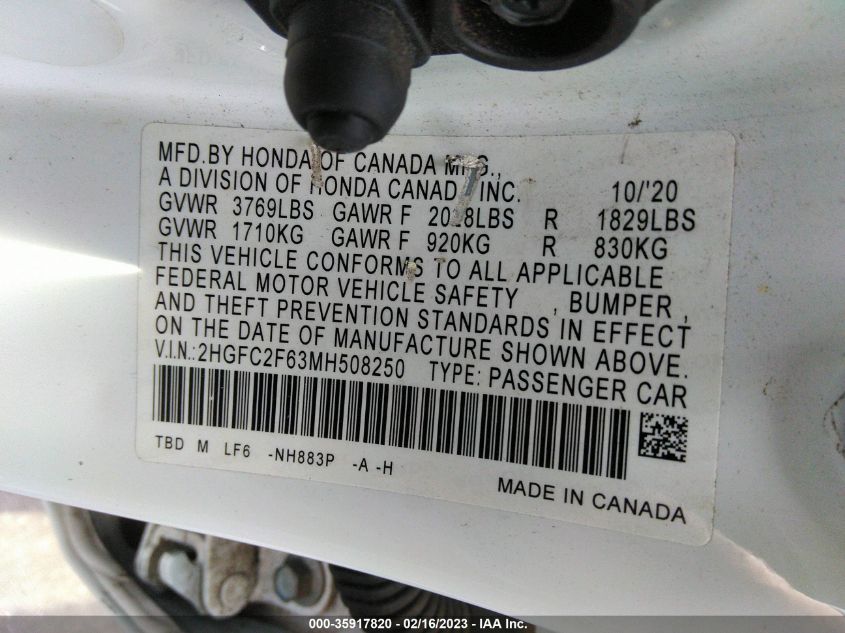 MFD.BY HONDA OF CANADA MFG.,
A DIVISION OF HONDA CANADA INC. 10/'20
GVWR 3769LBS GAWR F 2028LBS R 1829LBS
GVWR 1710KG GAWR F 920KG R 830KG
THIS VEHICLE CONFORMS TO ALL APPLICABLE
FEDERAL MOTOR VEHICLE SAFETY , BUMPER ,
AND THEFT PREVENTION STANDARDS IN EFFECT
ON THE DATE OF MANUFACTURE SHOWN ABOVE.
V.I.N.:2HGFC2F63MH508250 TYPE: PASSENGER CAR
TBD M LF6 -NH883P -A -H
MADE IN CANADA
000-35917820 - 02/16/2023 - IAA Inc.